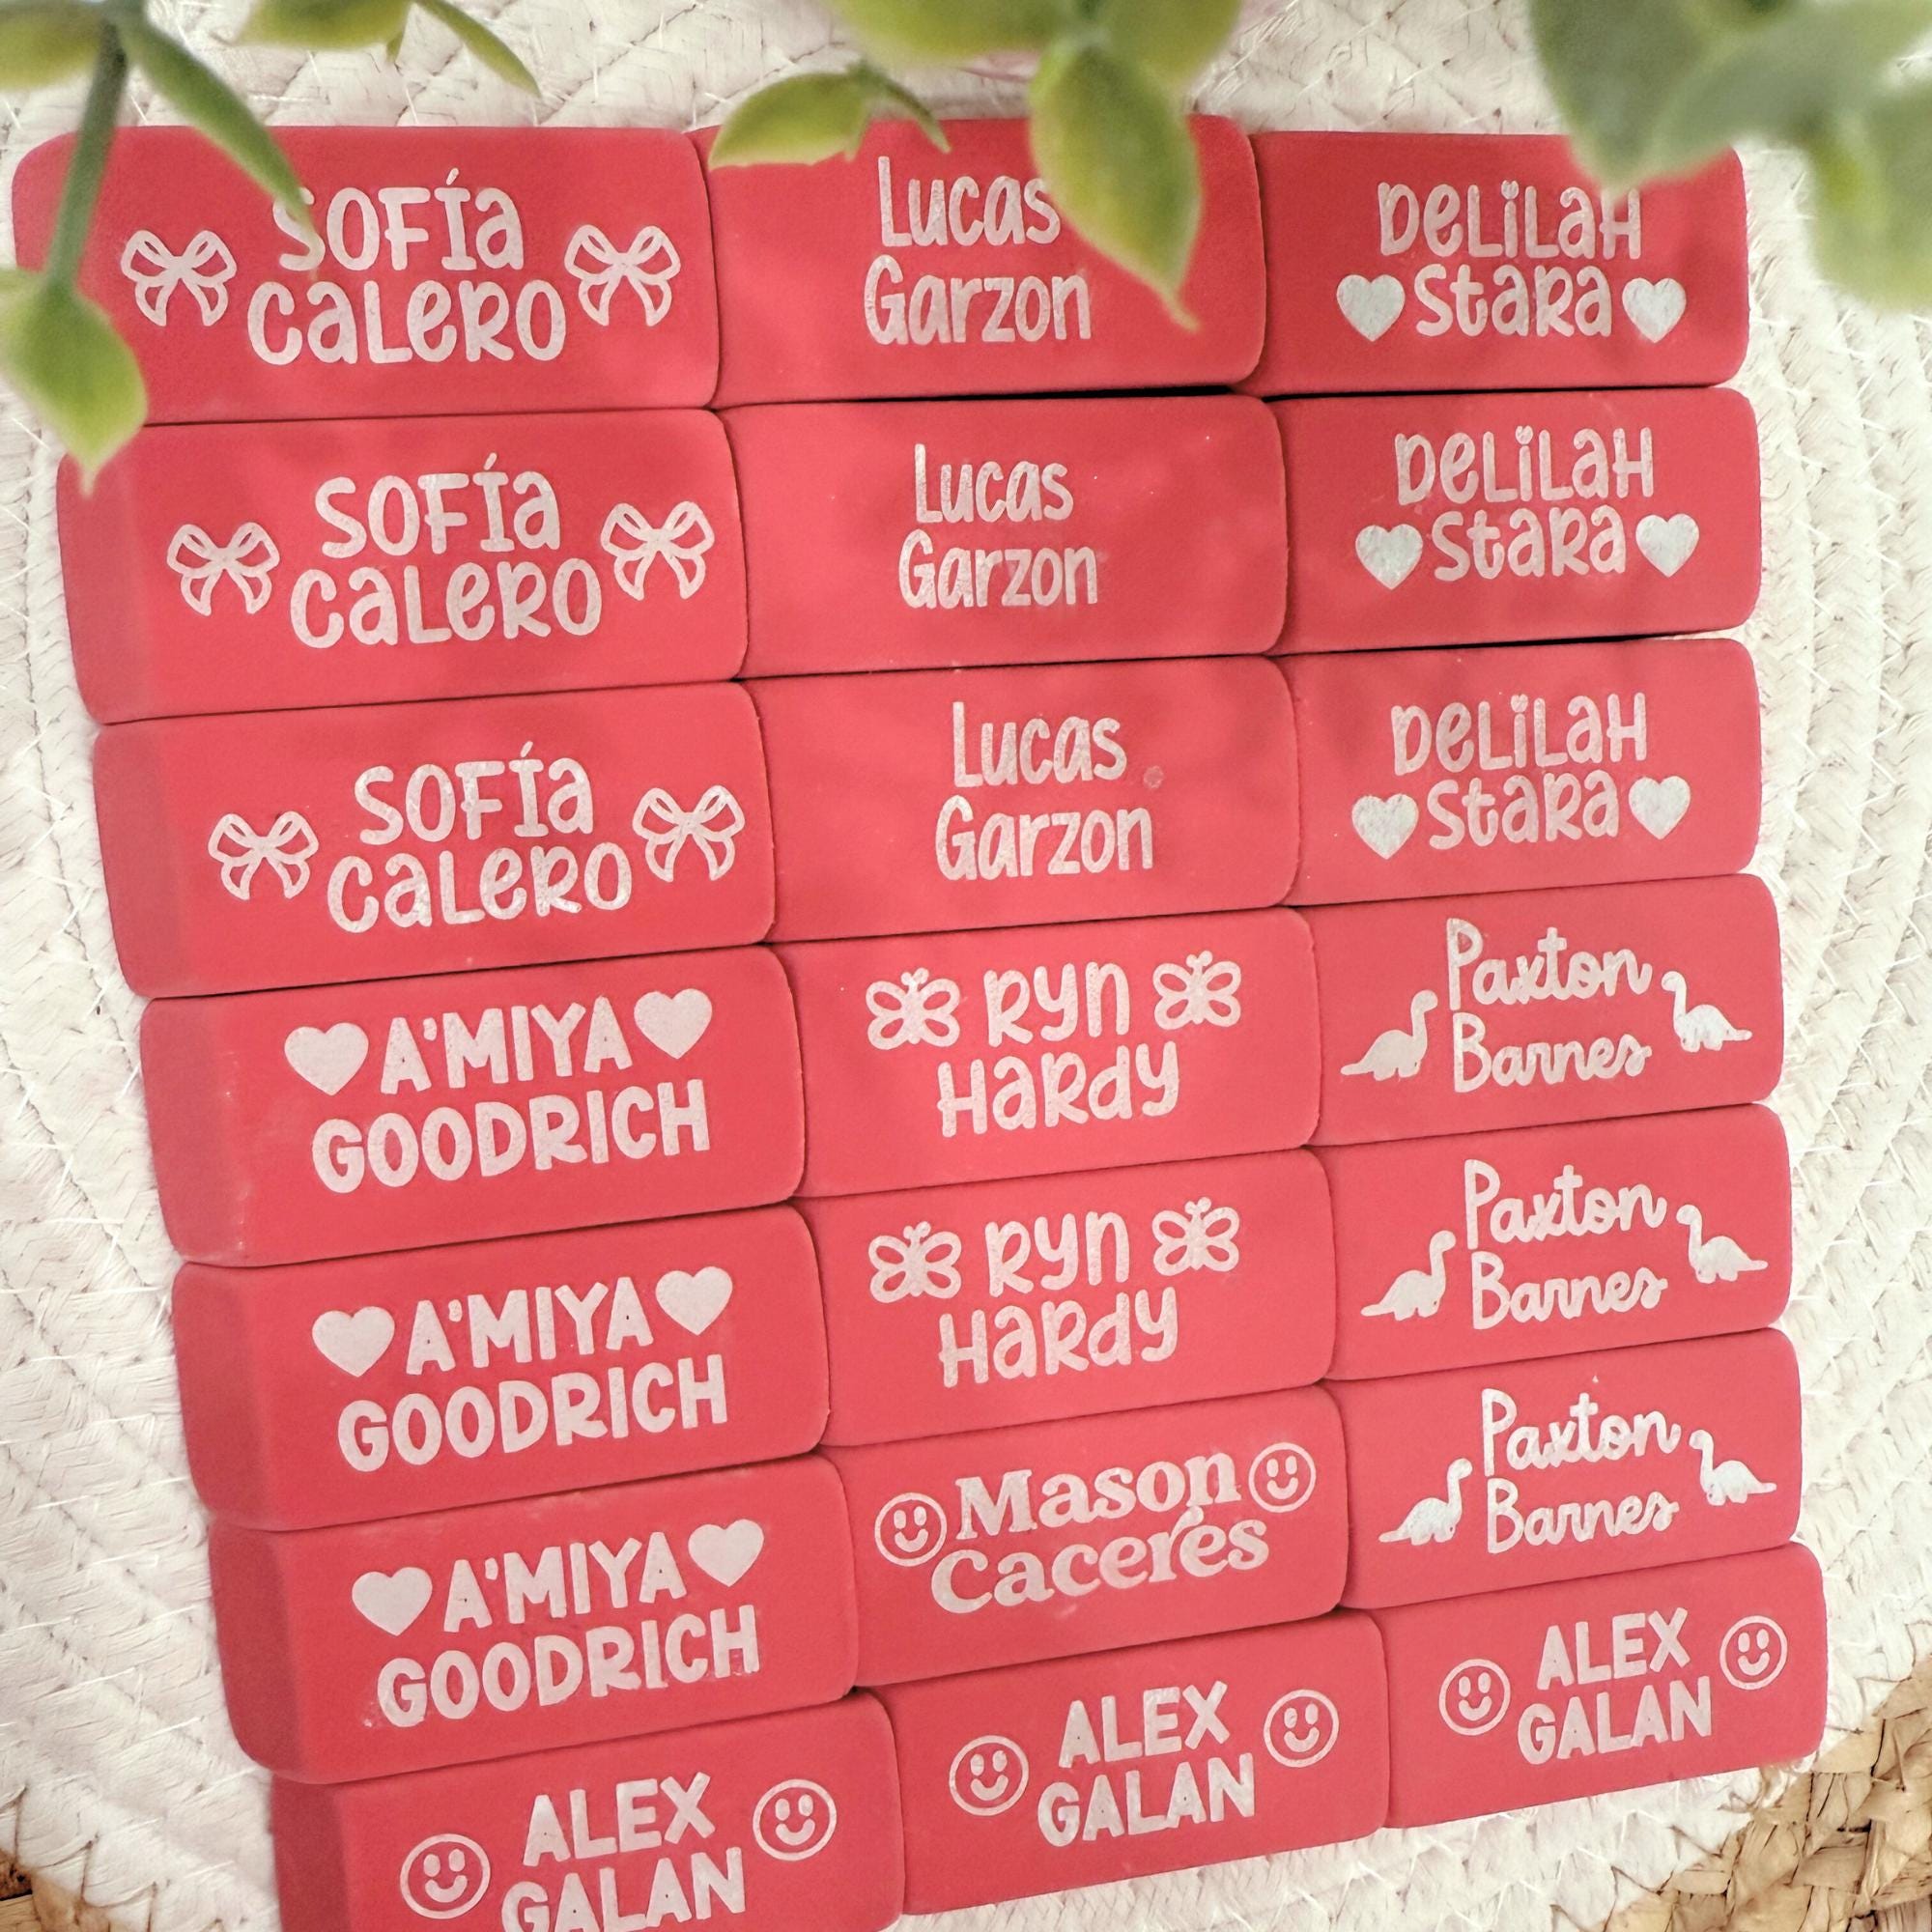 SOFÍA
CALERO
Lucas
Garzon
DELILAH
STARA
SOFÍA
CALERO
Lucas
Garzon
DELILAH
STARA
SOFÍA
CALERO
Lucas
Garzon
DELILAH
STARA
A'MIYA
GOODRICH
RYN
HARDY
Paxton
Barnes
A'MIYA
GOODRICH
RYN
HARDY
Paxton
Barnes
A'MIYA
GOODRICH
Mason
Caceres
Paxton
Barnes
ALEX
GALAN
ALEX
GALAN
ALEX
GALAN